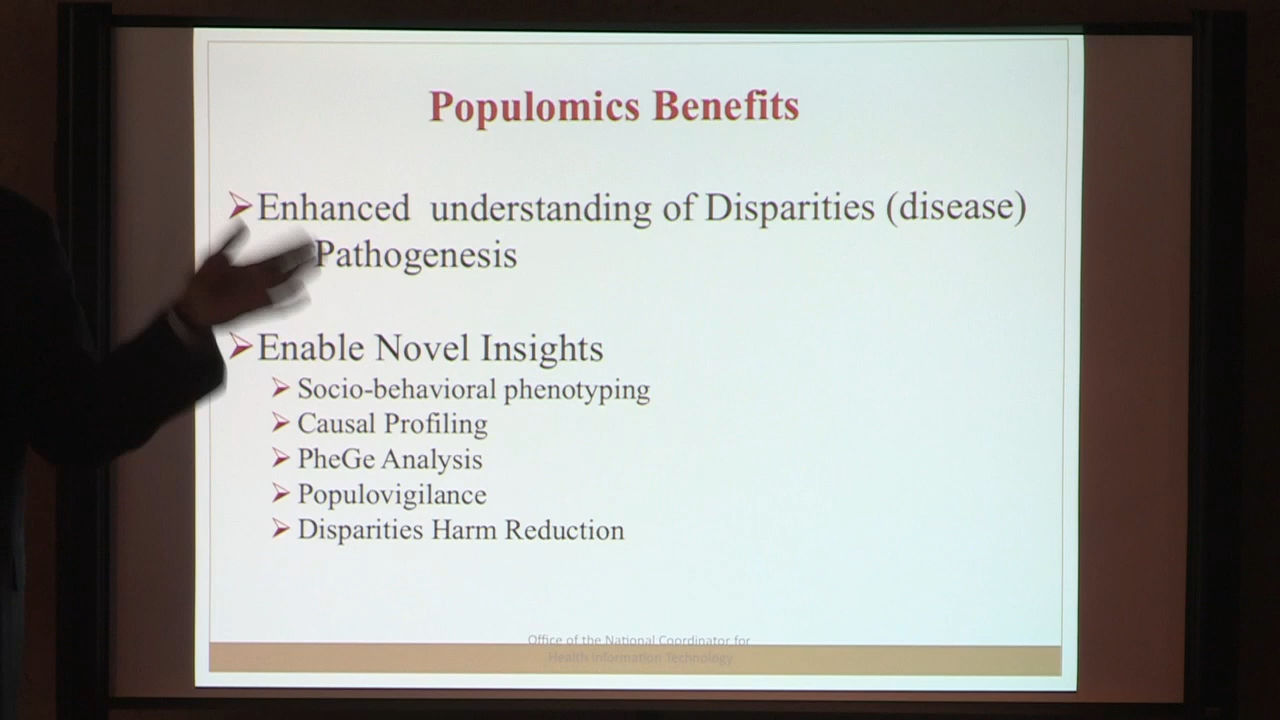 Populomics Benefits
Enhanced understanding of Disparities (disease)
Pathogenesis
Enable Novel Insights
Socio-behavioral phenotyping
Causal Profiling
PheGe Analysis
Populovigilance
Disparities Harm Reduction
Office of the National Coordinator for
Health Information Technology